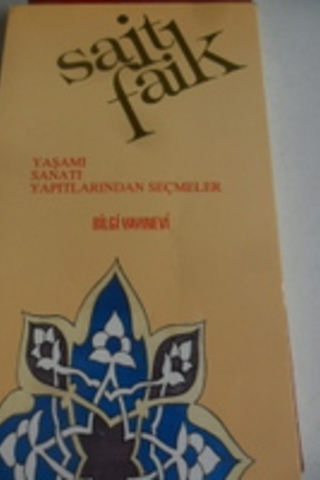 sait
faik
YAŞAMI
SANATI
YAPITLARINDAN SEÇMELER
BİLGİ YAYINEVİ